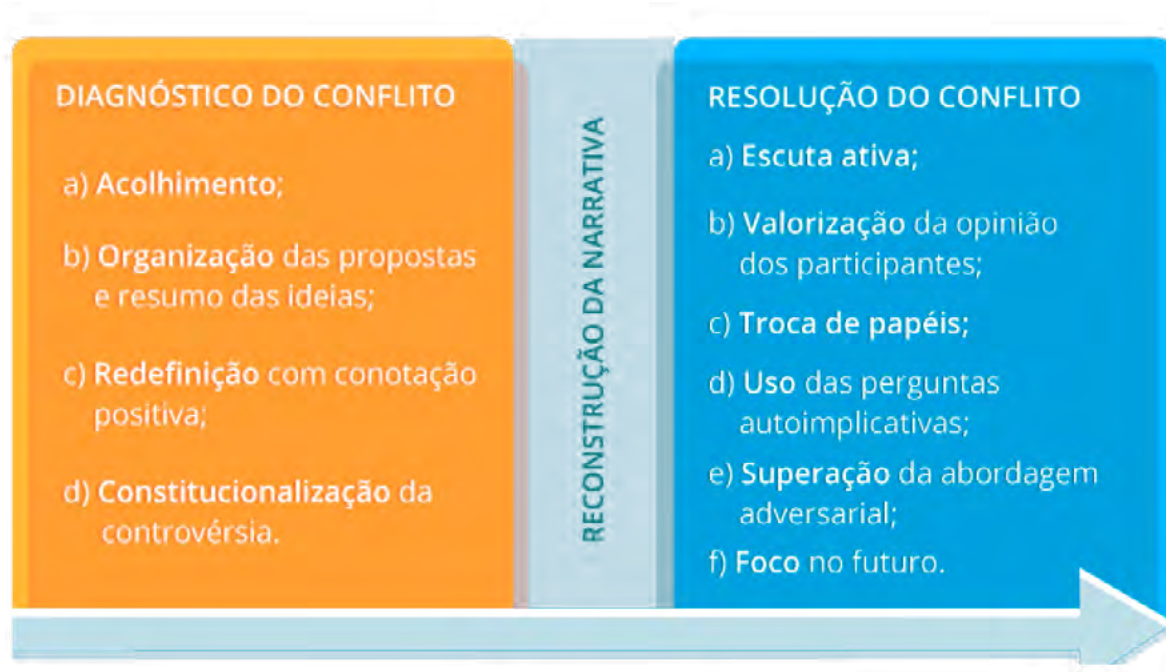 DIAGNÓSTICO DO CONFLITO
a) Acolhimento;
b) Organização das propostas
e resumo das ideias;
c) Redefinição com conotação
positiva;
d) Constitucionalização da
controvérsia.
RECONSTRUÇÃO DA NARRATIVA
RESOLUÇÃO DO CONFLITO
a) Escuta ativa;
b) Valorização da opinião
dos participantes;
c) Troca de papéis;
d) Uso das perguntas
autoimplicativas;
e) Superação da abordagem
adversarial;
f) Foco no futuro.